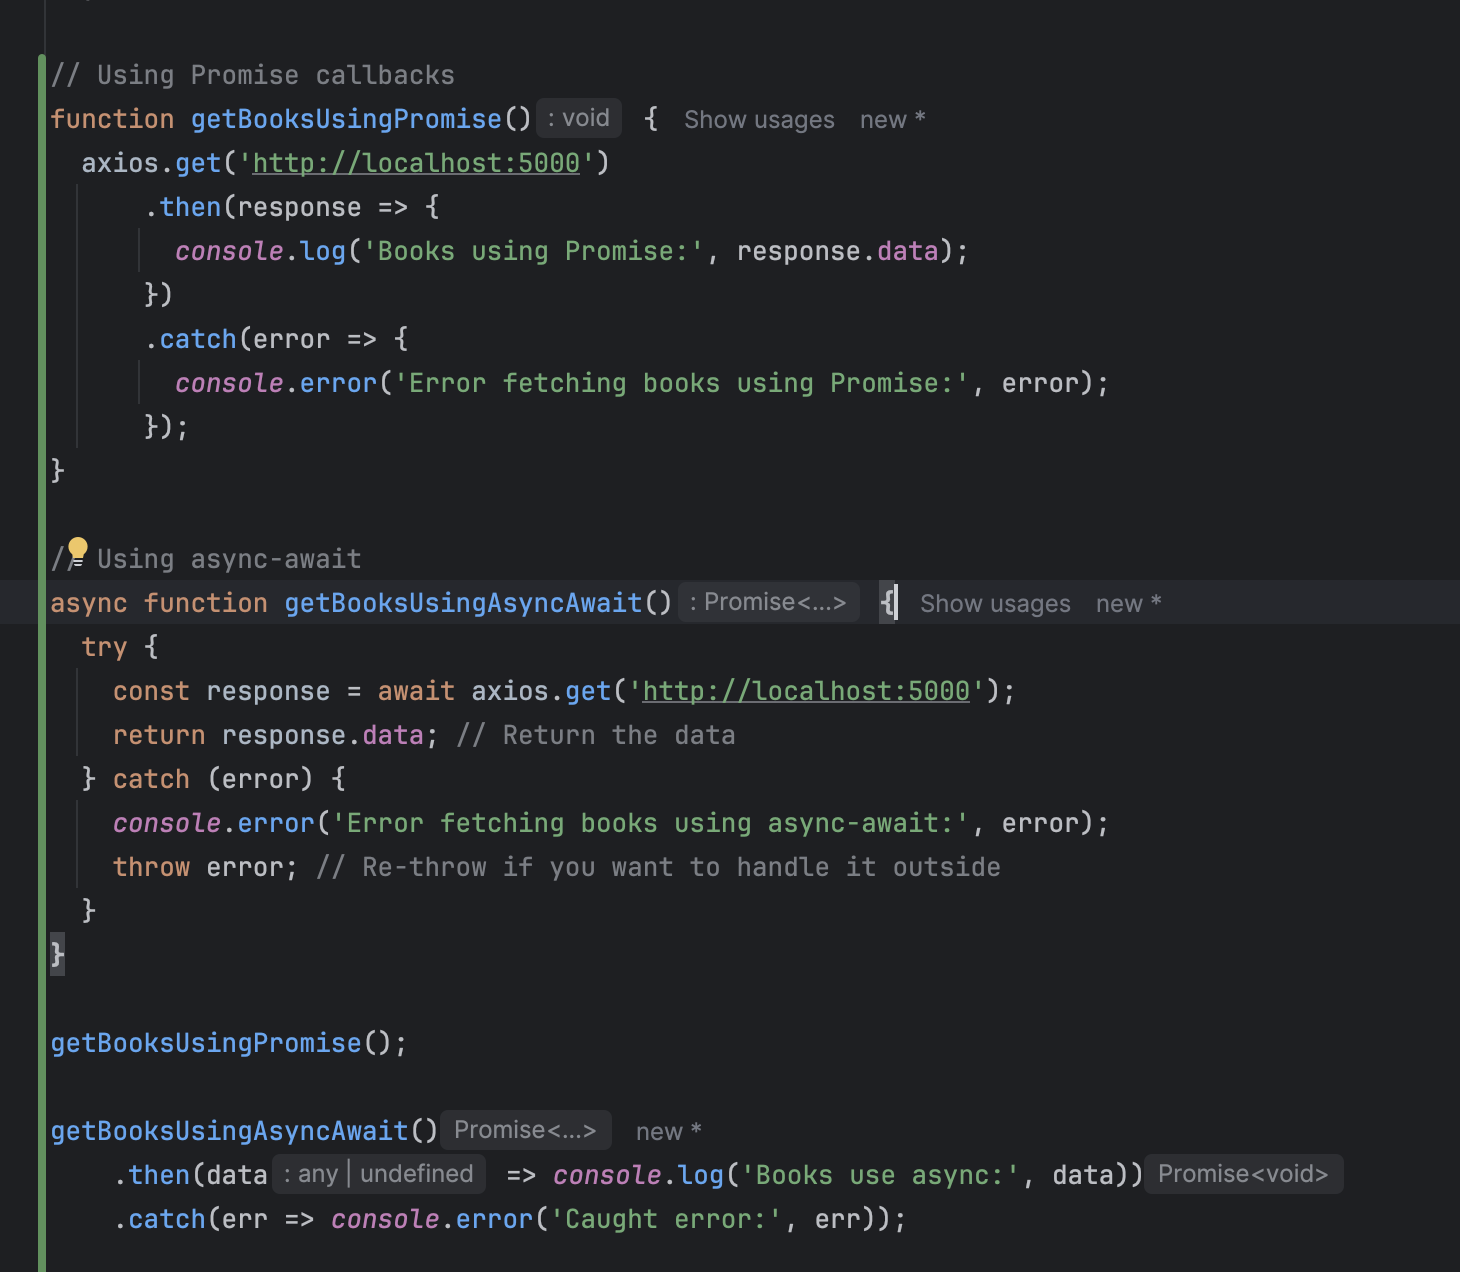 // Using Promise callbacks
function getBooksUsingPromise() : void { Show usages new *
  axios.get('http://localhost:5000')
      .then(response => {
        console.log('Books using Promise:', response.data);
      })
      .catch(error => {
        console.error('Error fetching books using Promise:', error);
      });
}
// Using async-await
async function getBooksUsingAsyncAwait() : Promise<...> { Show usages new *
  try {
    const response = await axios.get('http://localhost:5000');
    return response.data; // Return the data
  } catch (error) {
    console.error('Error fetching books using async-await:', error);
    throw error; // Re-throw if you want to handle it outside
  }
}
getBooksUsingPromise();
getBooksUsingAsyncAwait() Promise<...> new *
    .then(data : any | undefined => console.log('Books use async:', data)) Promise<void>
    .catch(err => console.error('Caught error:', err));